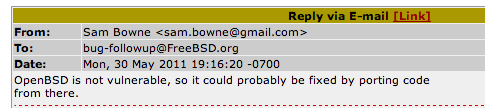 Reply via E-mail [Link]
From: Sam Bowne <sam.bowne@gmail.com>
To: bug-followup@FreeBSD.org
Date: Mon, 30 May 2011 19:16:20 -0700
OpenBSD is not vulnerable, so it could probably be fixed by porting code
from there.